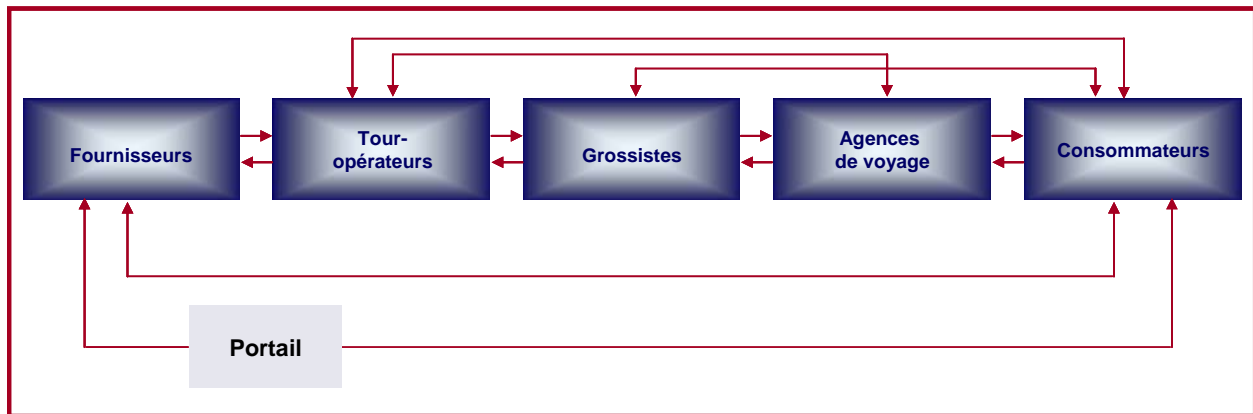 Fournisseurs
Tour-
opérateurs
Grossistes
Agences
de voyage
Consommateurs
Portail